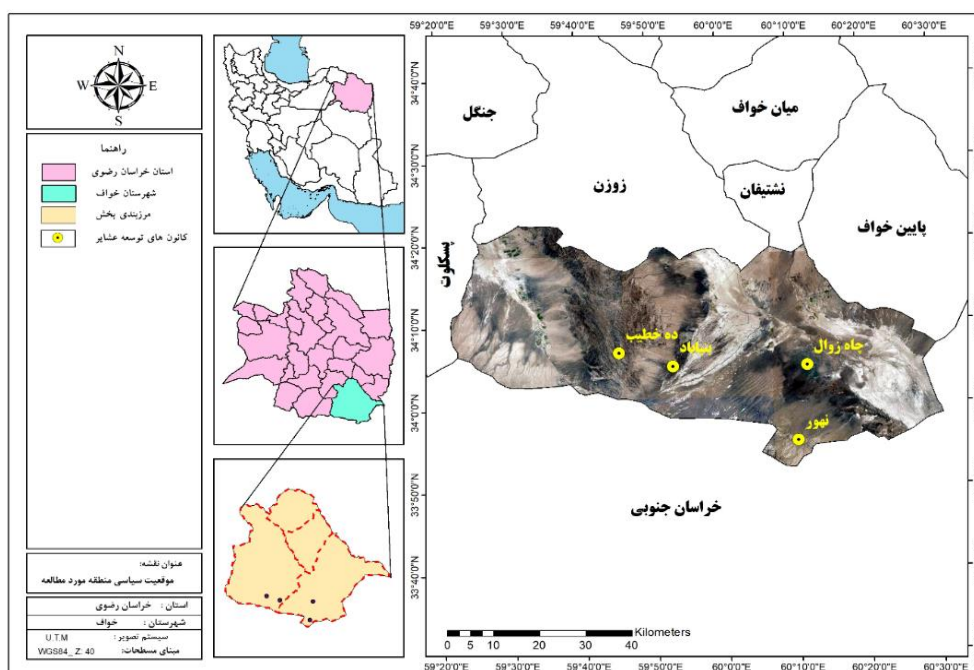 N
W E
S
راهنما
استان خراسان رضوی
شهرستان خواف
مرزبندی بخش
کانون های توسعه عشایر
عنوان نقشه:
موقعیت سیاسی منطقه مورد مطالعه
استان : خراسان رضوی
شهرستان : خواف
سیستم تصویر : U.T.M
مبنای مسطحات: WGS84_ Z: 40
59°20'0"E 59°30'0"E 59°40'0"E 59°50'0"E 60°0'0"E 60°10'0"E 60°20'0"E 60°30'0"E
34°40'0"N
34°30'0"N
34°20'0"N
34°10'0"N
34°0'0"N
33°50'0"N
33°40'0"N
جنگل
میان خواف
زوزن
نشتیفان
پایین خواف
بسکلوت
ده خطیب
بنیاباد
چاه زوال
نهور
خراسان جنوبی
Kilometers
0 5 10 20 30 40
59°20'0"E 59°30'0"E 59°40'0"E 59°50'0"E 60°0'0"E 60°10'0"E 60°20'0"E